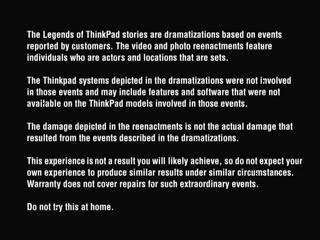 The Legends of ThinkPad stories are dramatizations based on events
reported by customers. The video and photo reenactments feature
individuals who are actors and locations that are sets.
The Thinkpad systems depicted in the dramatizations were not involved
in those events and may include features and software that were not
available on the ThinkPad models involved in those events.
The damage depicted in the reenactments is not the actual damage that
resulted from the events described in the dramatizations.
This experience is not a result you will likely achieve, so do not expect your
own experience to produce similar results under similar circumstances.
Warranty does not cover repairs for such extraordinary events.
Do not try this at home.